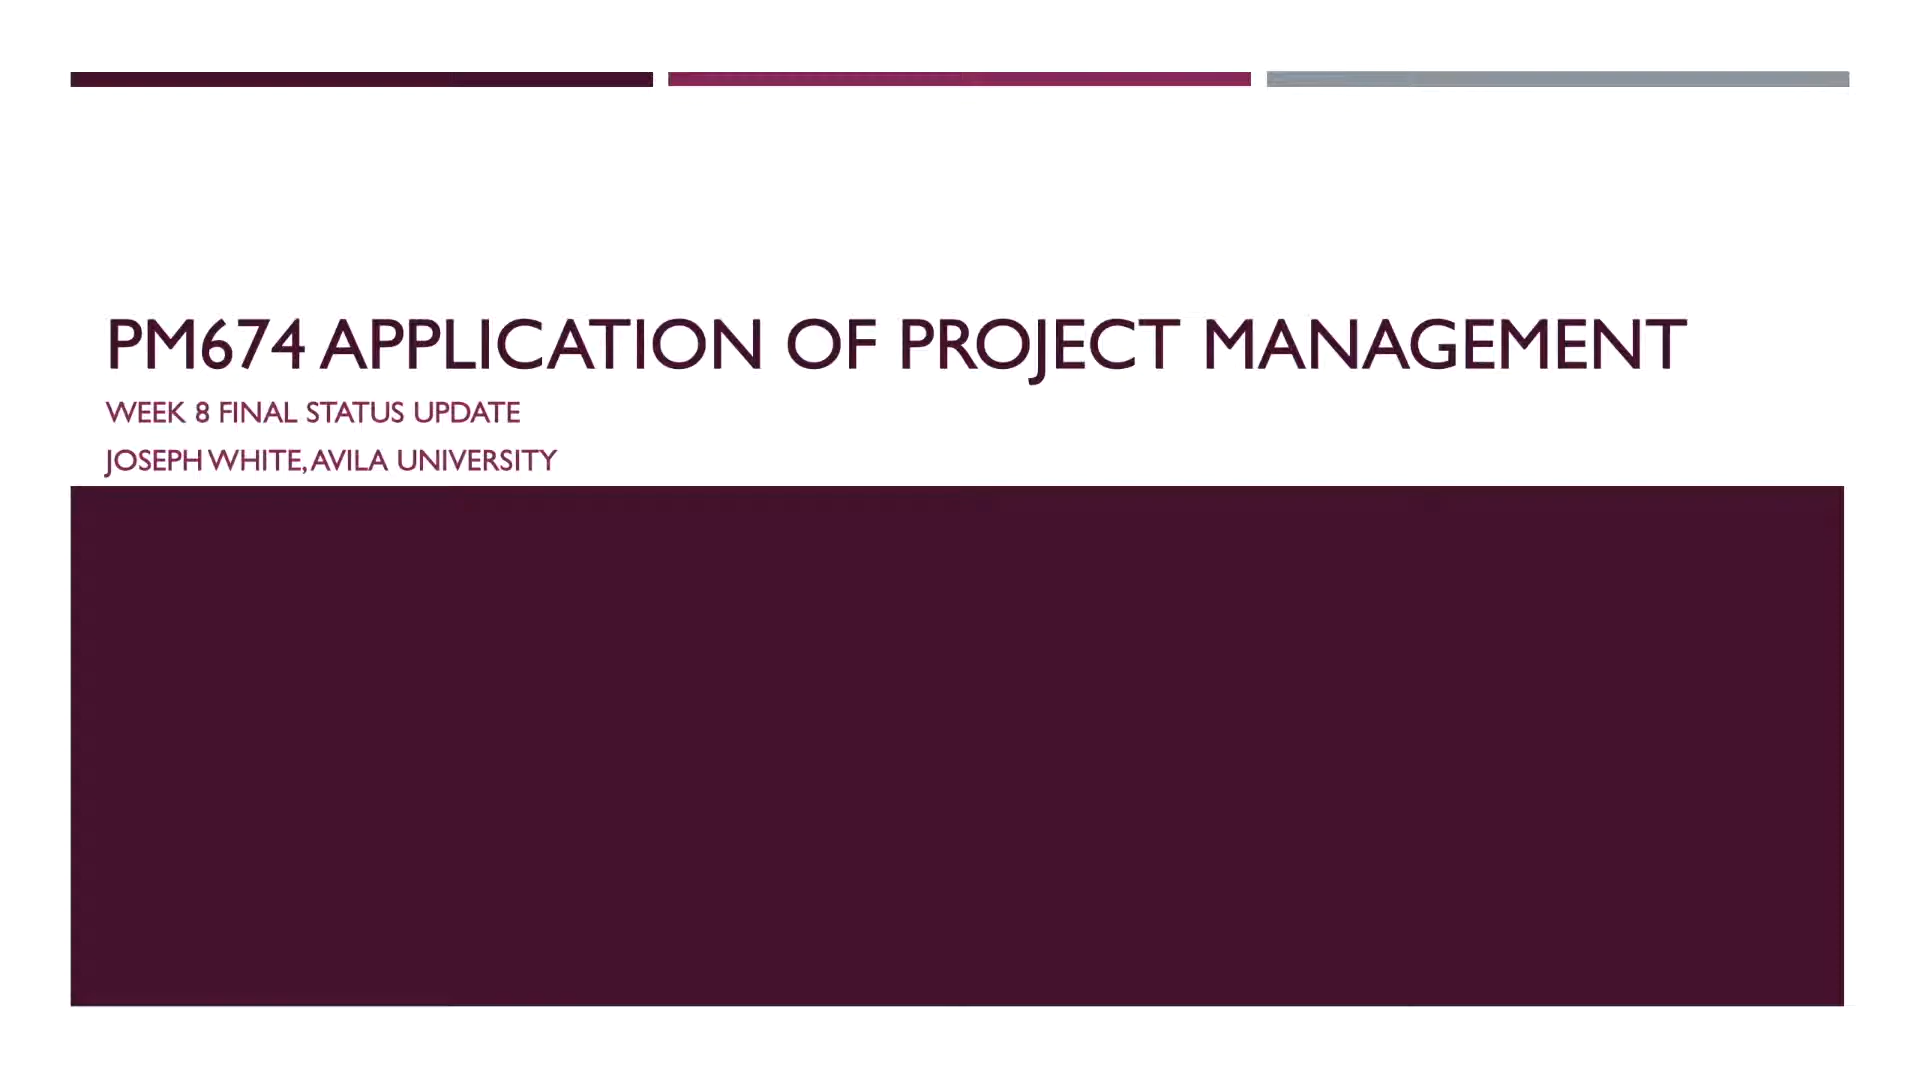 PM674 APPLICATION OF PROJECT MANAGEMENT
WEEK 8 FINAL STATUS UPDATE
JOSEPH WHITE, AVILA UNIVERSITY